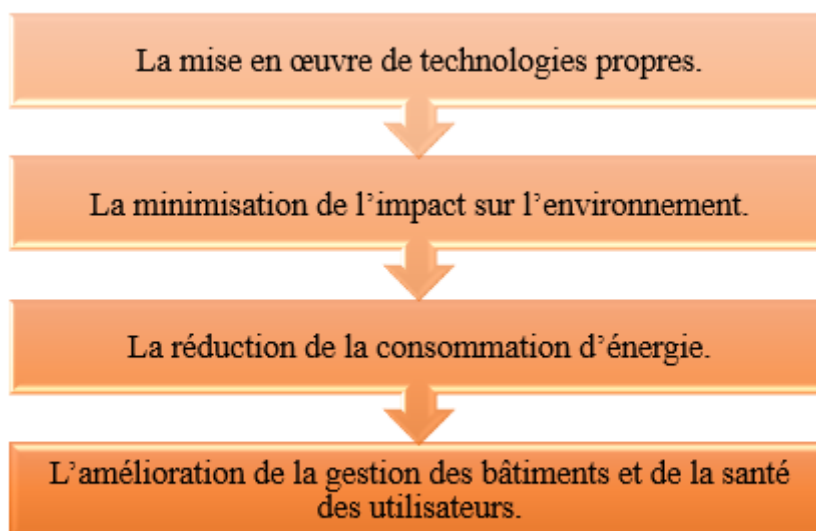 La mise en œuvre de technologies propres.
La minimisation de l’impact sur l’environnement.
La réduction de la consommation d’énergie.
L’amélioration de la gestion des bâtiments et de la santé
des utilisateurs.